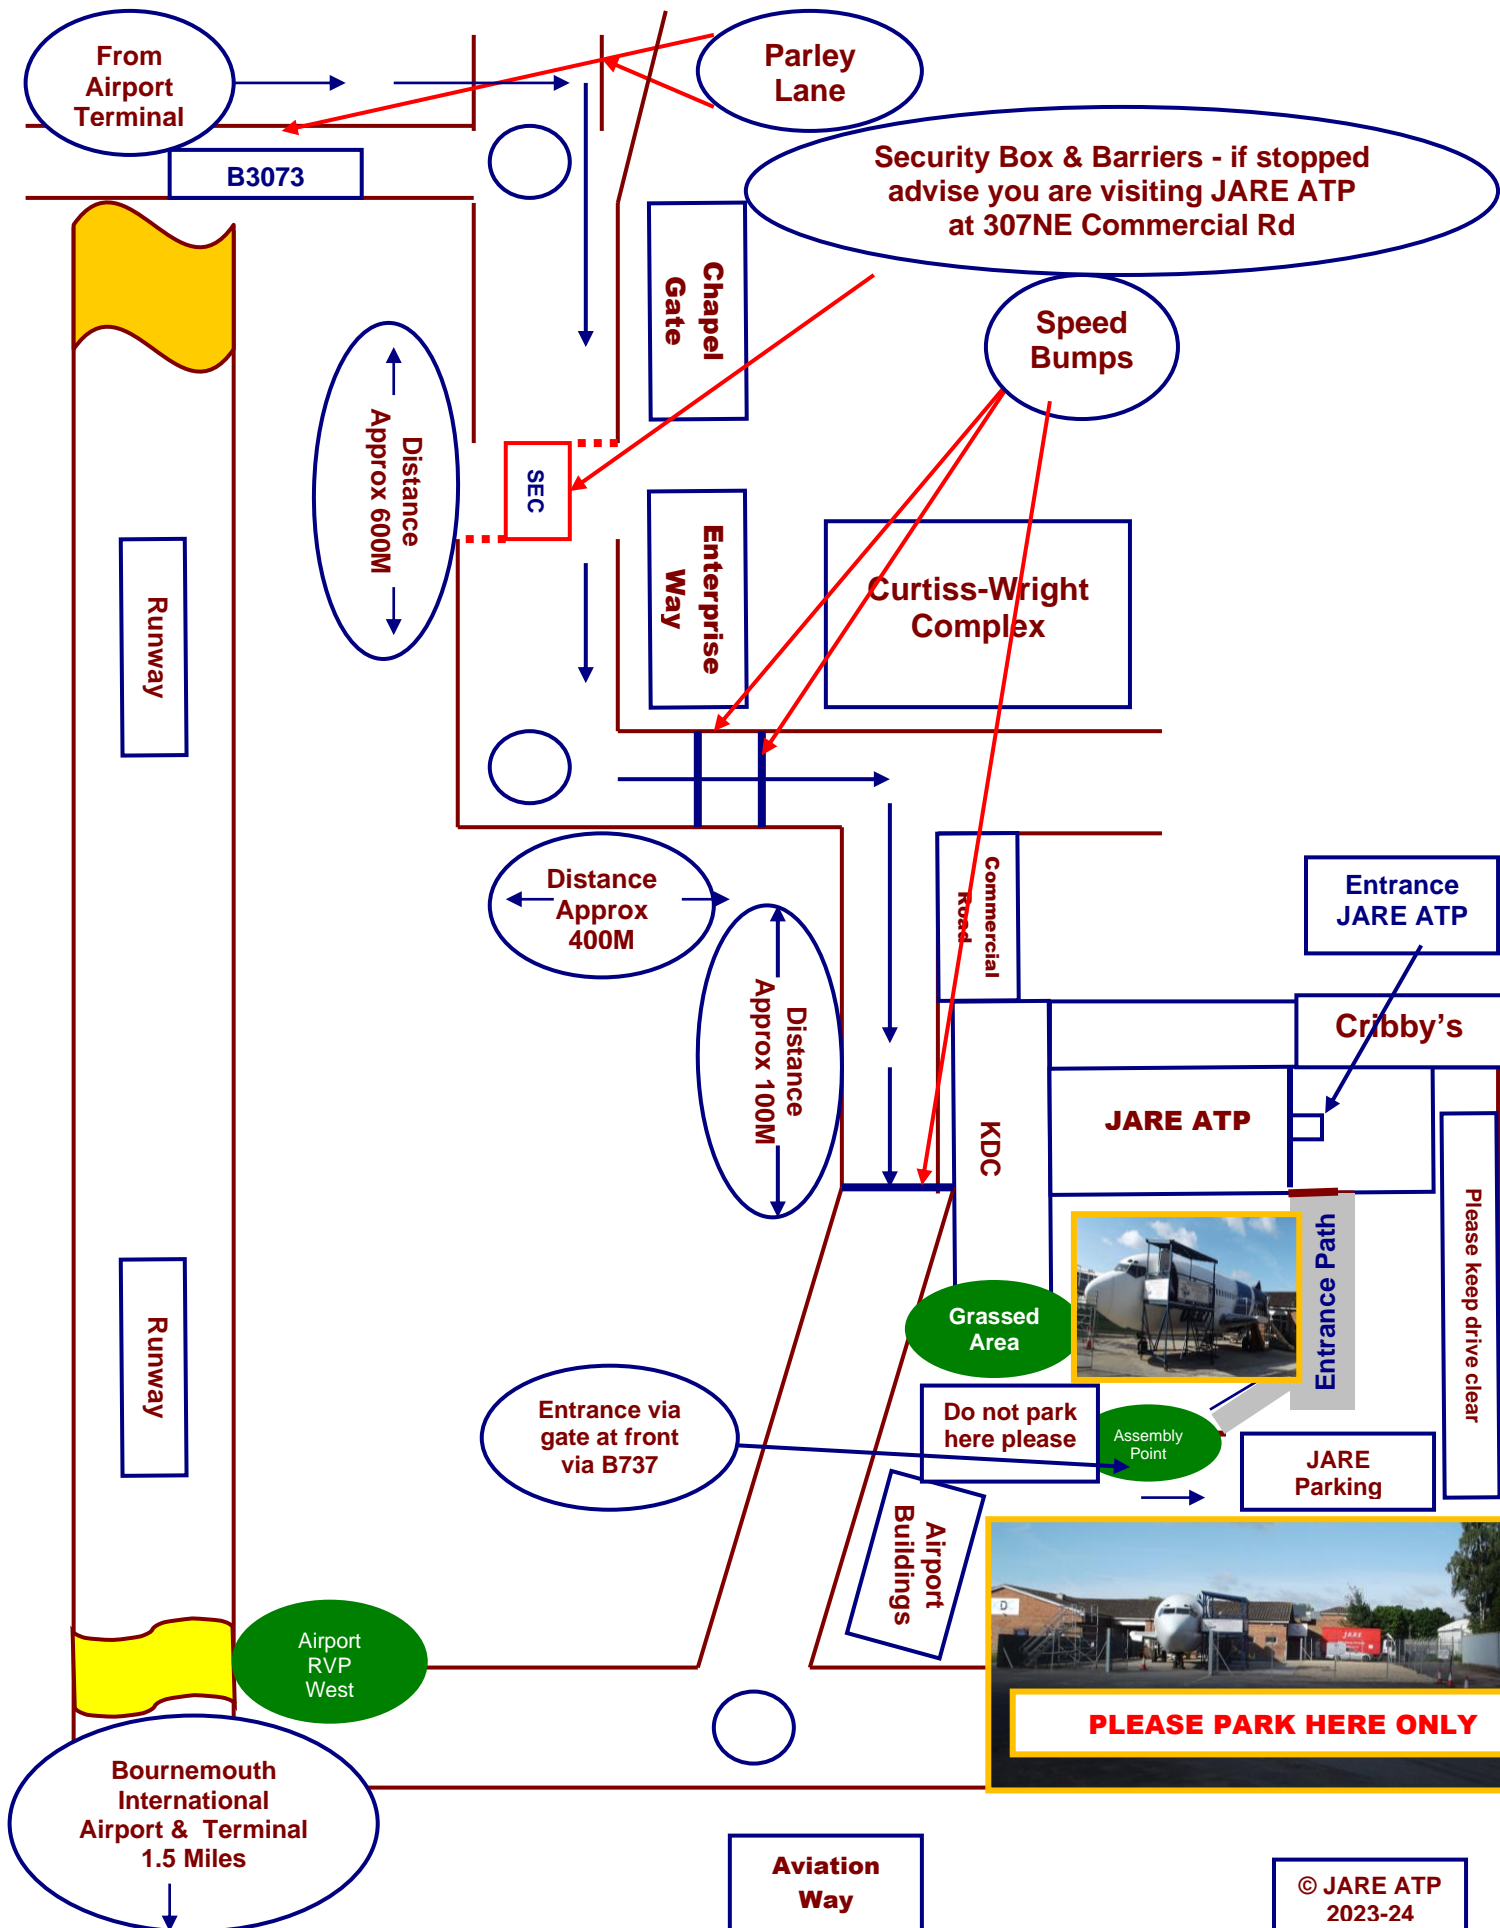 From
Airport
Terminal
Parley
Lane
B3073
Security Box & Barriers - if stopped
advise you are visiting JARE ATP
at 307NE Commercial Rd
Chapel
Gate
Speed
Bumps
Distance
Approx 600M
SEC
Enterprise
Way
Curtiss-Wright
Complex
Runway
Distance
Approx
400M
Commercial
Road
Entrance
JARE ATP
Distance
Approx 100M
Cribby’s
KDC
JARE ATP
Please keep drive clear
Entrance Path
Runway
Grassed
Area
Entrance via
gate at front
via B737
Do not park
here please
Assembly
Point
JARE
Parking
Airport
Buildings
D
JARE
Airport
RVP
West
PLEASE PARK HERE ONLY
Bournemouth
International
Airport & Terminal
1.5 Miles
Aviation
Way
© JARE ATP
2023-24